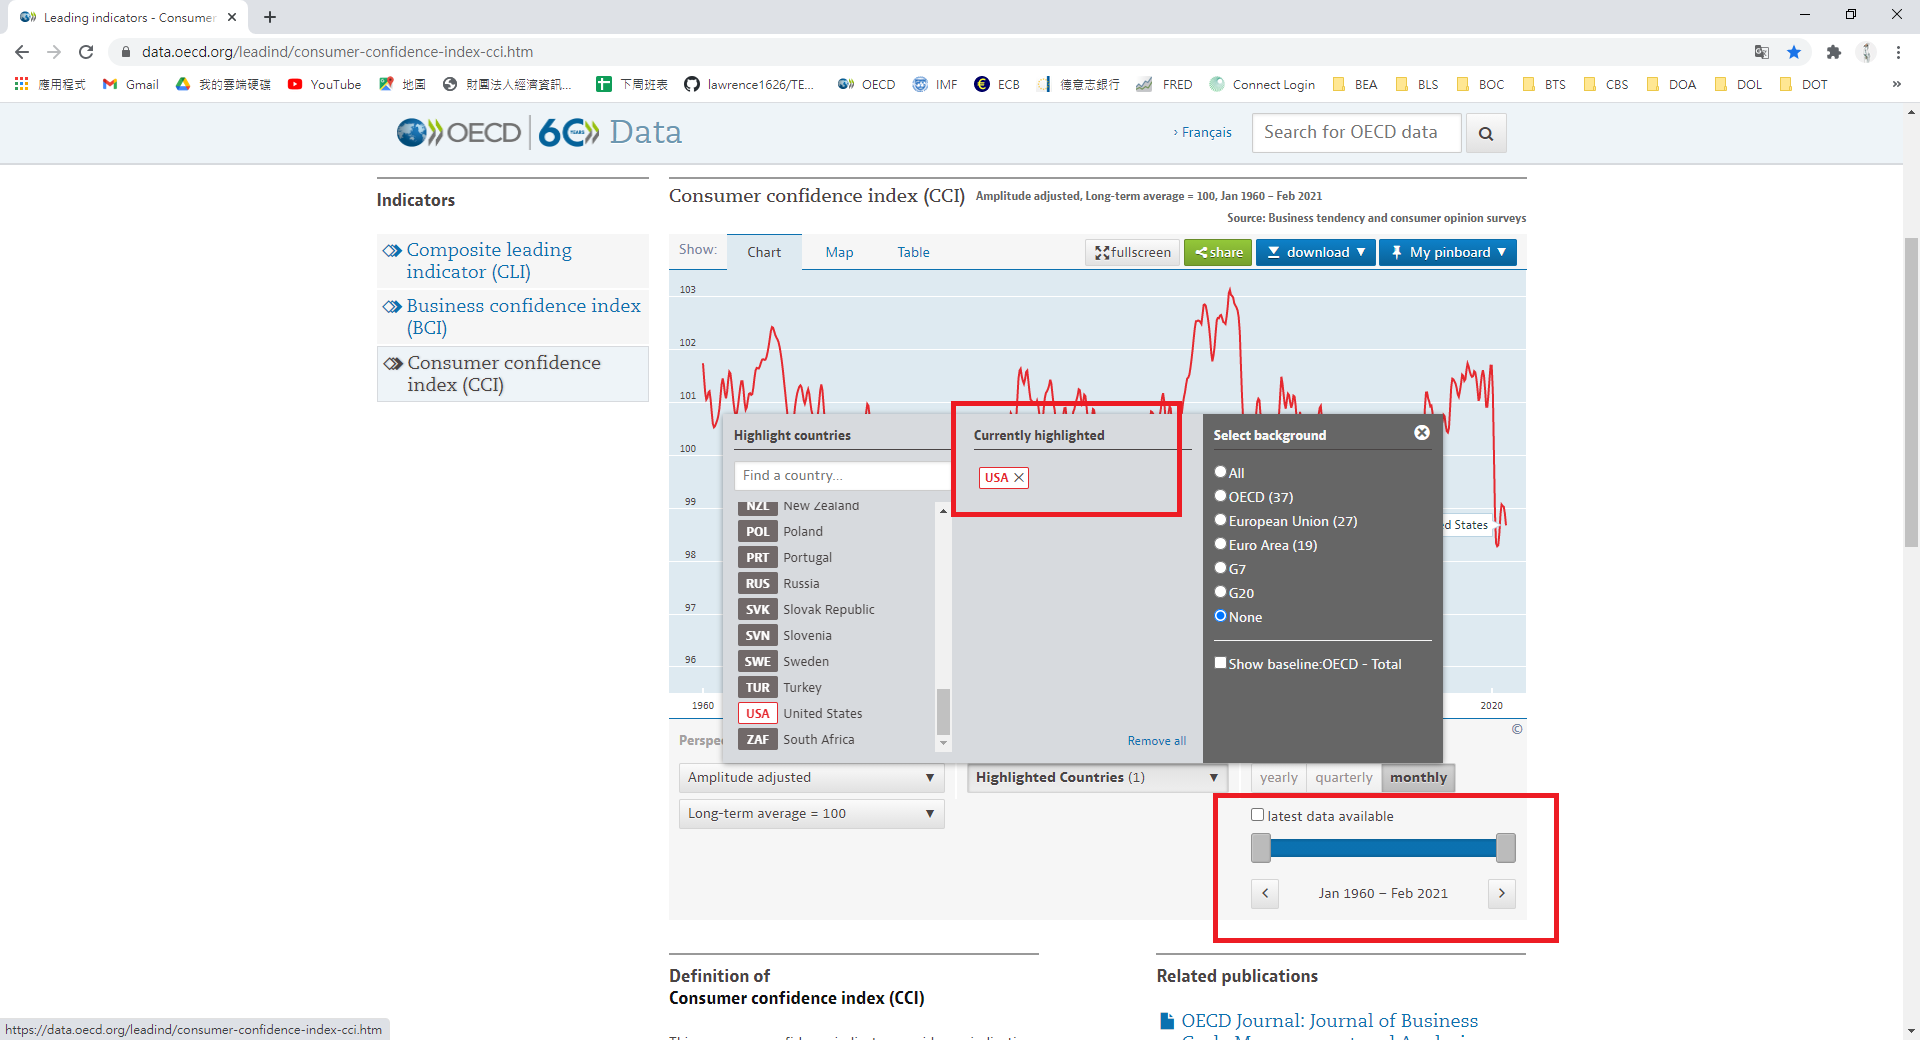 Leading indicators - Consumer
data.oecd.org/leadind/consumer-confidence-index-cci.htm
應用程式 Gmail 我的雲端硬碟 YouTube 地圖 財團法人經濟資訊... 下周班表 lawrence1626/TE... OECD IMF ECB 德意志銀行 FRED Connect Login BEA BLS BOC BTS CBS DOA DOL DOT »
OECD 60 YEARS Data
› Français
Search for OECD data
Indicators
Composite leading
indicator (CLI)
Business confidence index
(BCI)
Consumer confidence
index (CCI)
Consumer confidence index (CCI) Amplitude adjusted, Long-term average = 100, Jan 1960 – Feb 2021
Source: Business tendency and consumer opinion surveys
Show: Chart Map Table fullscreen share download ▼ My pinboard ▼
103
102
101
100
99
98
97
96
1960
2020
ed States
©
Highlight countries
Find a country...
NZL New Zealand
POL Poland
PRT Portugal
RUS Russia
SVK Slovak Republic
SVN Slovenia
SWE Sweden
TUR Turkey
USA United States
ZAF South Africa
Currently highlighted
USA
Remove all
Select background
All
OECD (37)
European Union (27)
Euro Area (19)
G7
G20
None
Show baseline:OECD - Total
Perspe
Amplitude adjusted ▼
Long-term average = 100 ▼
Highlighted Countries (1) ▼
yearly quarterly monthly
latest data available
Jan 1960 – Feb 2021
Definition of
Consumer confidence index (CCI)
Related publications
OECD Journal: Journal of Business
https://data.oecd.org/leadind/consumer-confidence-index-cci.htm